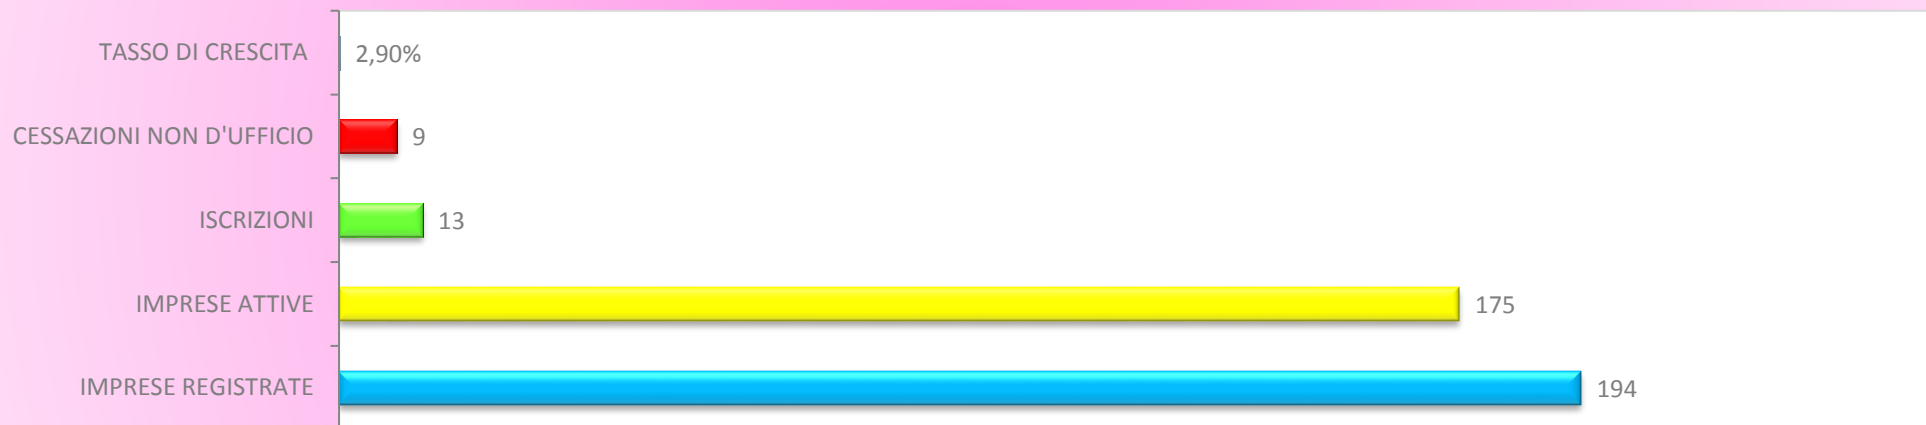 TASSO DI CRESCITA 2,90%
CESSAZIONI NON D'UFFICIO 9
ISCRIZIONI 13
IMPRESE ATTIVE 175
IMPRESE REGISTRATE 194